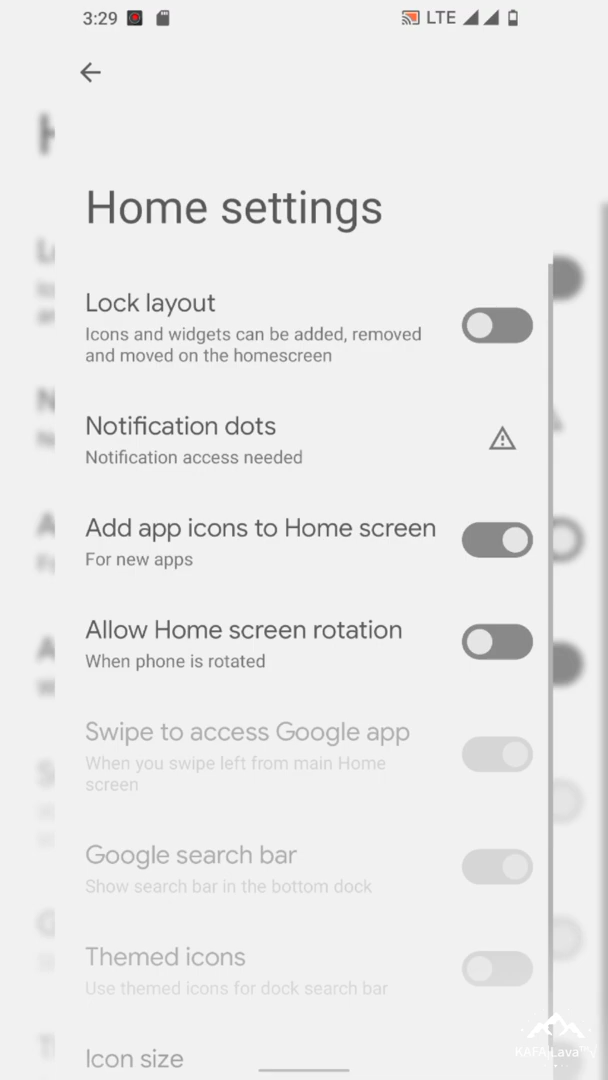 3:29 LTE
Home settings
Lock layout
Icons and widgets can be added, removed
and moved on the homescreen
Notification dots
Notification access needed
Add app icons to Home screen
For new apps
Allow Home screen rotation
When phone is rotated
Swipe to access Google app
When you swipe left from main Home
screen
Google search bar
Show search bar in the bottom dock
Themed icons
Use themed icons for dock search bar
Icon size
KAFA Lava